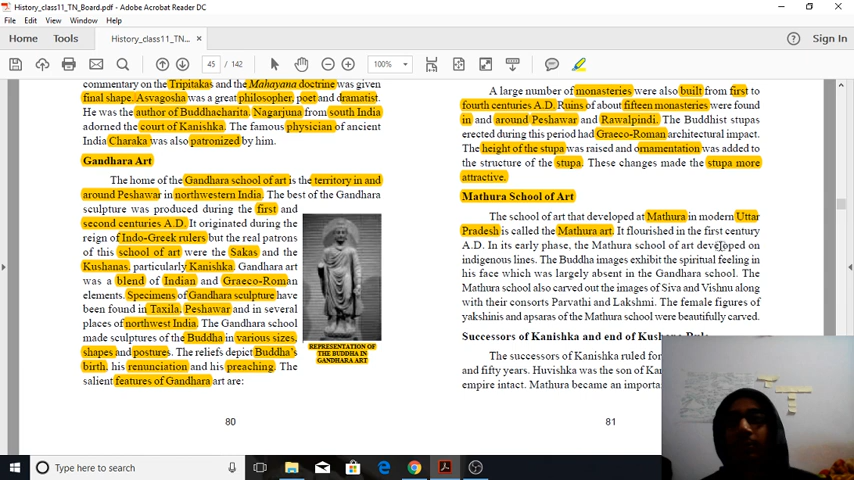 History_class11_TN_Board.pdf - Adobe Acrobat Reader DC
File Edit View Window Help
Home Tools History_class11_TN... × Sign In
45 / 142 100%
commentary on the Tripitakas and the Mahayana doctrine was given
final shape. Asvagosha was a great philosopher, poet and dramatist.
He was the author of Buddhacharita. Nagarjuna from south India
adorned the court of Kanishka. The famous physician of ancient
India Charaka was also patronized by him.
Gandhara Art
The home of the Gandhara school of art is the territory in and
around Peshawar in northwestern India. The best of the Gandhara
sculpture was produced during the first and
second centuries A.D. It originated during the
reign of Indo-Greek rulers but the real patrons
of this school of art were the Sakas and the
Kushanas, particularly Kanishka. Gandhara art
was a blend of Indian and Graeco-Roman
elements. Specimens of Gandhara sculpture have
been found in Taxila, Peshawar and in several
places of northwest India. The Gandhara school
made sculptures of the Buddha in various sizes,
shapes and postures. The reliefs depict Buddha's
birth, his renunciation and his preaching. The
salient features of Gandhara art are:
REPRESENTATION OF
THE BUDDHA IN
GANDHARA ART
80
A large number of monasteries were also built from first to
fourth centuries A.D. Ruins of about fifteen monasteries were found
in and around Peshawar and Rawalpindi. The Buddhist stupas
erected during this period had Graeco-Roman architectural impact.
The height of the stupa was raised and ornamentation was added to
the structure of the stupa. These changes made the stupa more
attractive.
Mathura School of Art
The school of art that developed at Mathura in modern Uttar
Pradesh is called the Mathura art. It flourished in the first century
A.D. In its early phase, the Mathura school of art developed on
indigenous lines. The Buddha images exhibit the spiritual feeling in
his face which was largely absent in the Gandhara school. The
Mathura school also carved out the images of Siva and Vishnu along
with their consorts Parvathi and Lakshmi. The female figures of
yakshinis and apsaras of the Mathura school were beautifully carved.
Successors of Kanishka and end of Kushana Rule
The successors of Kanishka ruled for
and fifty years. Huvishka was the son of
empire intact. Mathura became an
81
Type here to search